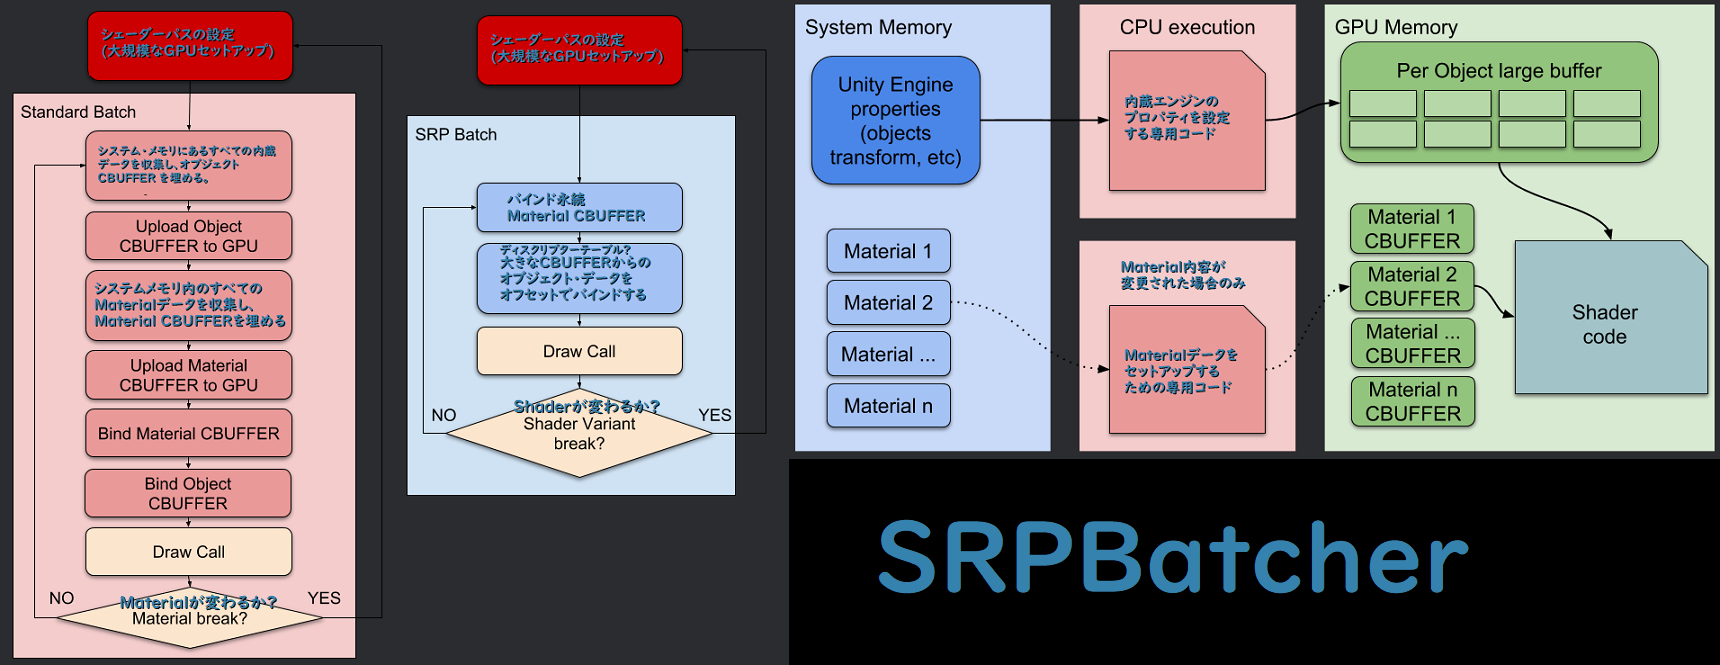 シェーダーパスの設定
(大規模なGPUセットアップ)
Standard Batch
システム・メモリにあるすべての内蔵
データを収集し、オブジェクト
CBUFFER を埋める。
Upload Object
CBUFFER to GPU
システムメモリ内のすべての
Materialデータを収集し、
Material CBUFFERを埋める
Upload Material
CBUFFER to GPU
Bind Material CBUFFER
Bind Object
CBUFFER
Draw Call
NO
Materialが変わるか?
Material break?
YES
シェーダーパスの設定
(大規模なGPUセットアップ)
SRP Batch
バインド永続
Material CBUFFER
ディスクリプターテーブル?
大きなCBUFFERからの
オブジェクト・データを
オフセットでバインドする
Draw Call
NO
Shaderが変わるか?
Shader Variant
break?
YES
System Memory
Unity Engine
properties
(objects
transform, etc)
Material 1
Material 2
Material ...
Material n
CPU execution
内蔵エンジンの
プロパティを設定
する専用コード
Material内容が
変更された場合のみ
Materialデータを
セットアップする
ための専用コード
GPU Memory
Per Object large buffer
Material 1
CBUFFER
Material 2
CBUFFER
Material ...
CBUFFER
Material n
CBUFFER
Shader
code
SRPBatcher